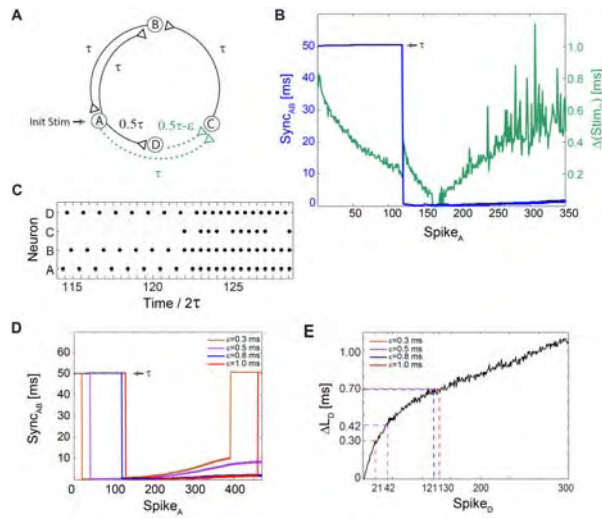 A
B
τ
τ
τ
A
0.5τ
0.5τ-ε
C
Init Stim
D
τ
B
50
40
30
20
10
0
Sync_AB [ms]
τ
1.0
0.8
0.6
0.4
0.2
Δ(Stim.) [ms]
0 50 100 150 200 250 300 350
Spike_A
C
Neuron
D
C
B
A
115 120 125
Time / 2τ
D
60
50
40
30
20
10
0
Sync_AB [ms]
τ
ε=0.3 ms
ε=0.5 ms
ε=0.8 ms
ε=1.0 ms
0 100 200 300 400
Spike_A
E
1.00
0.70
0.42
0.30
0
ΔL_D [ms]
ε=0.3 ms
ε=0.5 ms
ε=0.8 ms
ε=1.0 ms
21 42 121 130 200 300
Spike_D